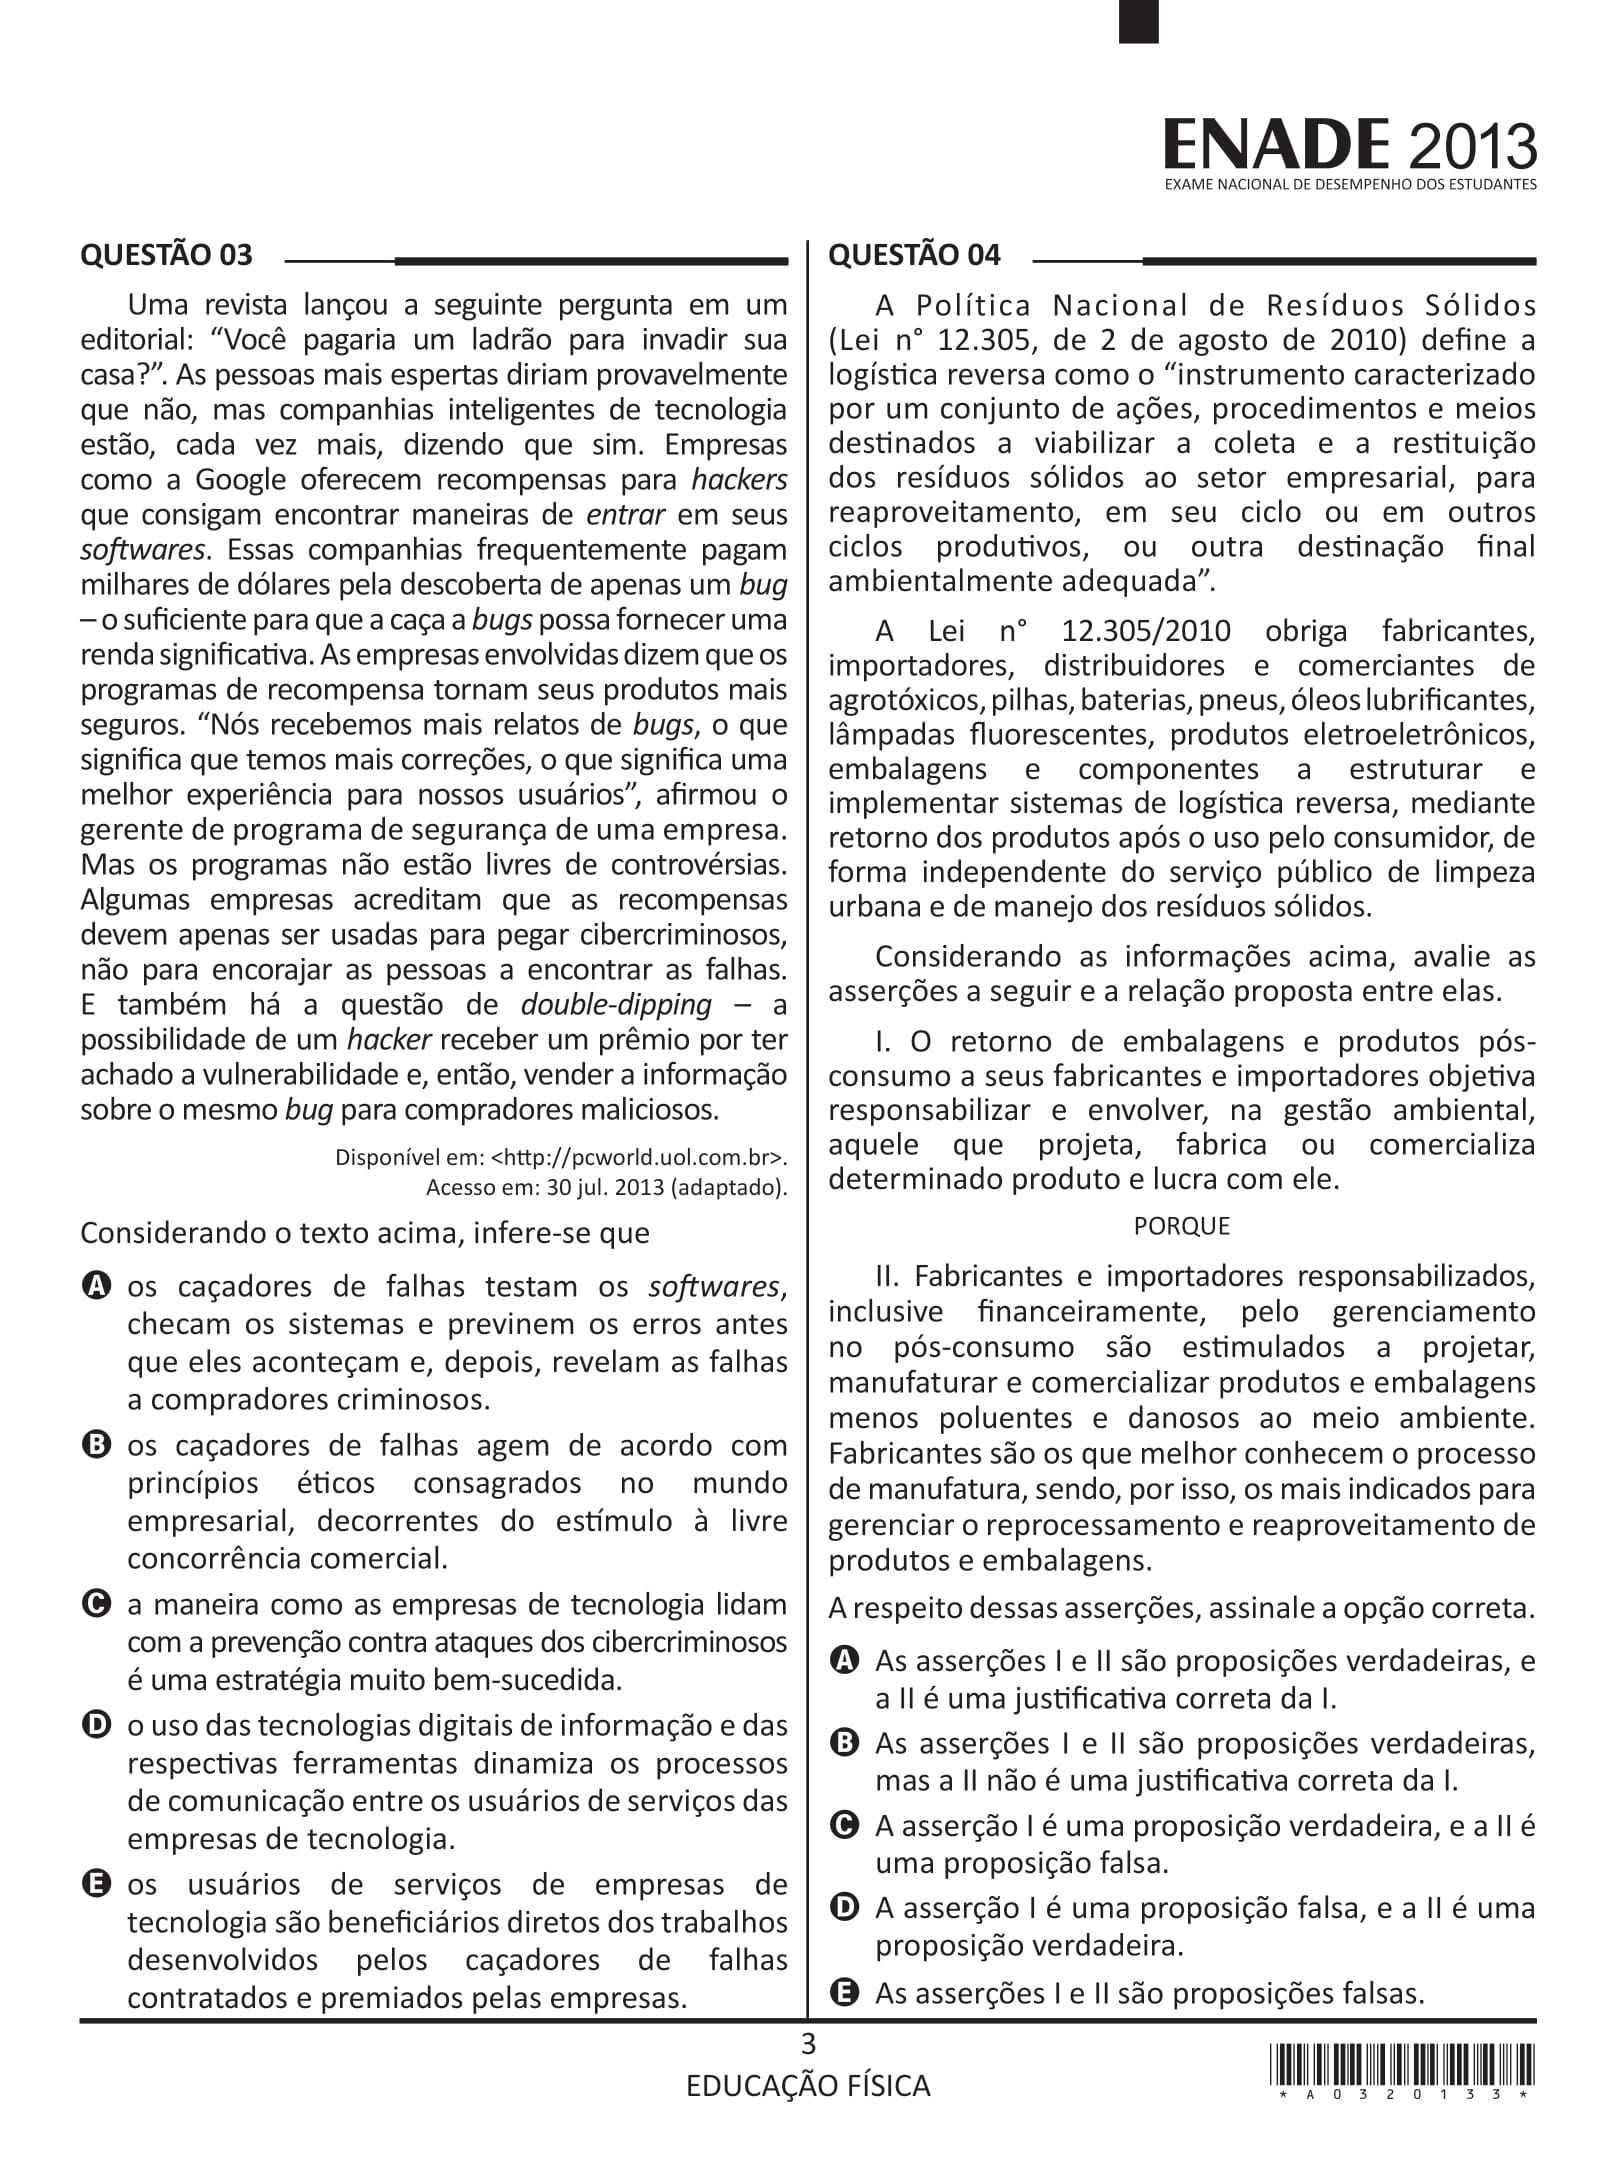 ENADE 2013
EXAME NACIONAL DE DESEMPENHO DOS ESTUDANTES
QUESTÃO 03
Uma revista lançou a seguinte pergunta em um
editorial: “Você pagaria um ladrão para invadir sua
casa?”. As pessoas mais espertas diriam provavelmente
que não, mas companhias inteligentes de tecnologia
estão, cada vez mais, dizendo que sim. Empresas
como a Google oferecem recompensas para hackers
que consigam encontrar maneiras de entrar em seus
softwares. Essas companhias frequentemente pagam
milhares de dólares pela descoberta de apenas um bug
– o suficiente para que a caça a bugs possa fornecer uma
renda significativa. As empresas envolvidas dizem que os
programas de recompensa tornam seus produtos mais
seguros. “Nós recebemos mais relatos de bugs, o que
significa que temos mais correções, o que significa uma
melhor experiência para nossos usuários”, afirmou o
gerente de programa de segurança de uma empresa.
Mas os programas não estão livres de controvérsias.
Algumas empresas acreditam que as recompensas
devem apenas ser usadas para pegar cibercriminosos,
não para encorajar as pessoas a encontrar as falhas.
E também há a questão de double-dipping – a
possibilidade de um hacker receber um prêmio por ter
achado a vulnerabilidade e, então, vender a informação
sobre o mesmo bug para compradores maliciosos.
Disponível em: <http://pcworld.uol.com.br>.
Acesso em: 30 jul. 2013 (adaptado).
Considerando o texto acima, infere-se que
A os caçadores de falhas testam os softwares,
checam os sistemas e previnem os erros antes
que eles aconteçam e, depois, revelam as falhas
a compradores criminosos.
B os caçadores de falhas agem de acordo com
princípios éticos consagrados no mundo
empresarial, decorrentes do estímulo à livre
concorrência comercial.
C a maneira como as empresas de tecnologia lidam
com a prevenção contra ataques dos cibercriminosos
é uma estratégia muito bem-sucedida.
D o uso das tecnologias digitais de informação e das
respectivas ferramentas dinamiza os processos
de comunicação entre os usuários de serviços das
empresas de tecnologia.
E os usuários de serviços de empresas de
tecnologia são beneficiários diretos dos trabalhos
desenvolvidos pelos caçadores de falhas
contratados e premiados pelas empresas.
QUESTÃO 04
A Política Nacional de Resíduos Sólidos
(Lei n° 12.305, de 2 de agosto de 2010) define a
logística reversa como o “instrumento caracterizado
por um conjunto de ações, procedimentos e meios
destinados a viabilizar a coleta e a restituição
dos resíduos sólidos ao setor empresarial, para
reaproveitamento, em seu ciclo ou em outros
ciclos produtivos, ou outra destinação final
ambientalmente adequada”.
A Lei n° 12.305/2010 obriga fabricantes,
importadores, distribuidores e comerciantes de
agrotóxicos, pilhas, baterias, pneus, óleos lubrificantes,
lâmpadas fluorescentes, produtos eletroeletrônicos,
embalagens e componentes a estruturar e
implementar sistemas de logística reversa, mediante
retorno dos produtos após o uso pelo consumidor, de
forma independente do serviço público de limpeza
urbana e de manejo dos resíduos sólidos.
Considerando as informações acima, avalie as
asserções a seguir e a relação proposta entre elas.
I. O retorno de embalagens e produtos pós-
consumo a seus fabricantes e importadores objetiva
responsabilizar e envolver, na gestão ambiental,
aquele que projeta, fabrica ou comercializa
determinado produto e lucra com ele.
PORQUE
II. Fabricantes e importadores responsabilizados,
inclusive financeiramente, pelo gerenciamento
no pós-consumo são estimulados a projetar,
manufaturar e comercializar produtos e embalagens
menos poluentes e danosos ao meio ambiente.
Fabricantes são os que melhor conhecem o processo
de manufatura, sendo, por isso, os mais indicados para
gerenciar o reprocessamento e reaproveitamento de
produtos e embalagens.
A respeito dessas asserções, assinale a opção correta.
A As asserções I e II são proposições verdadeiras, e
a II é uma justificativa correta da I.
B As asserções I e II são proposições verdadeiras,
mas a II não é uma justificativa correta da I.
C A asserção I é uma proposição verdadeira, e a II é
uma proposição falsa.
D A asserção I é uma proposição falsa, e a II é uma
proposição verdadeira.
E As asserções I e II são proposições falsas.
3
EDUCAÇÃO FÍSICA
* A 0 3 2 0 1 3 3 *